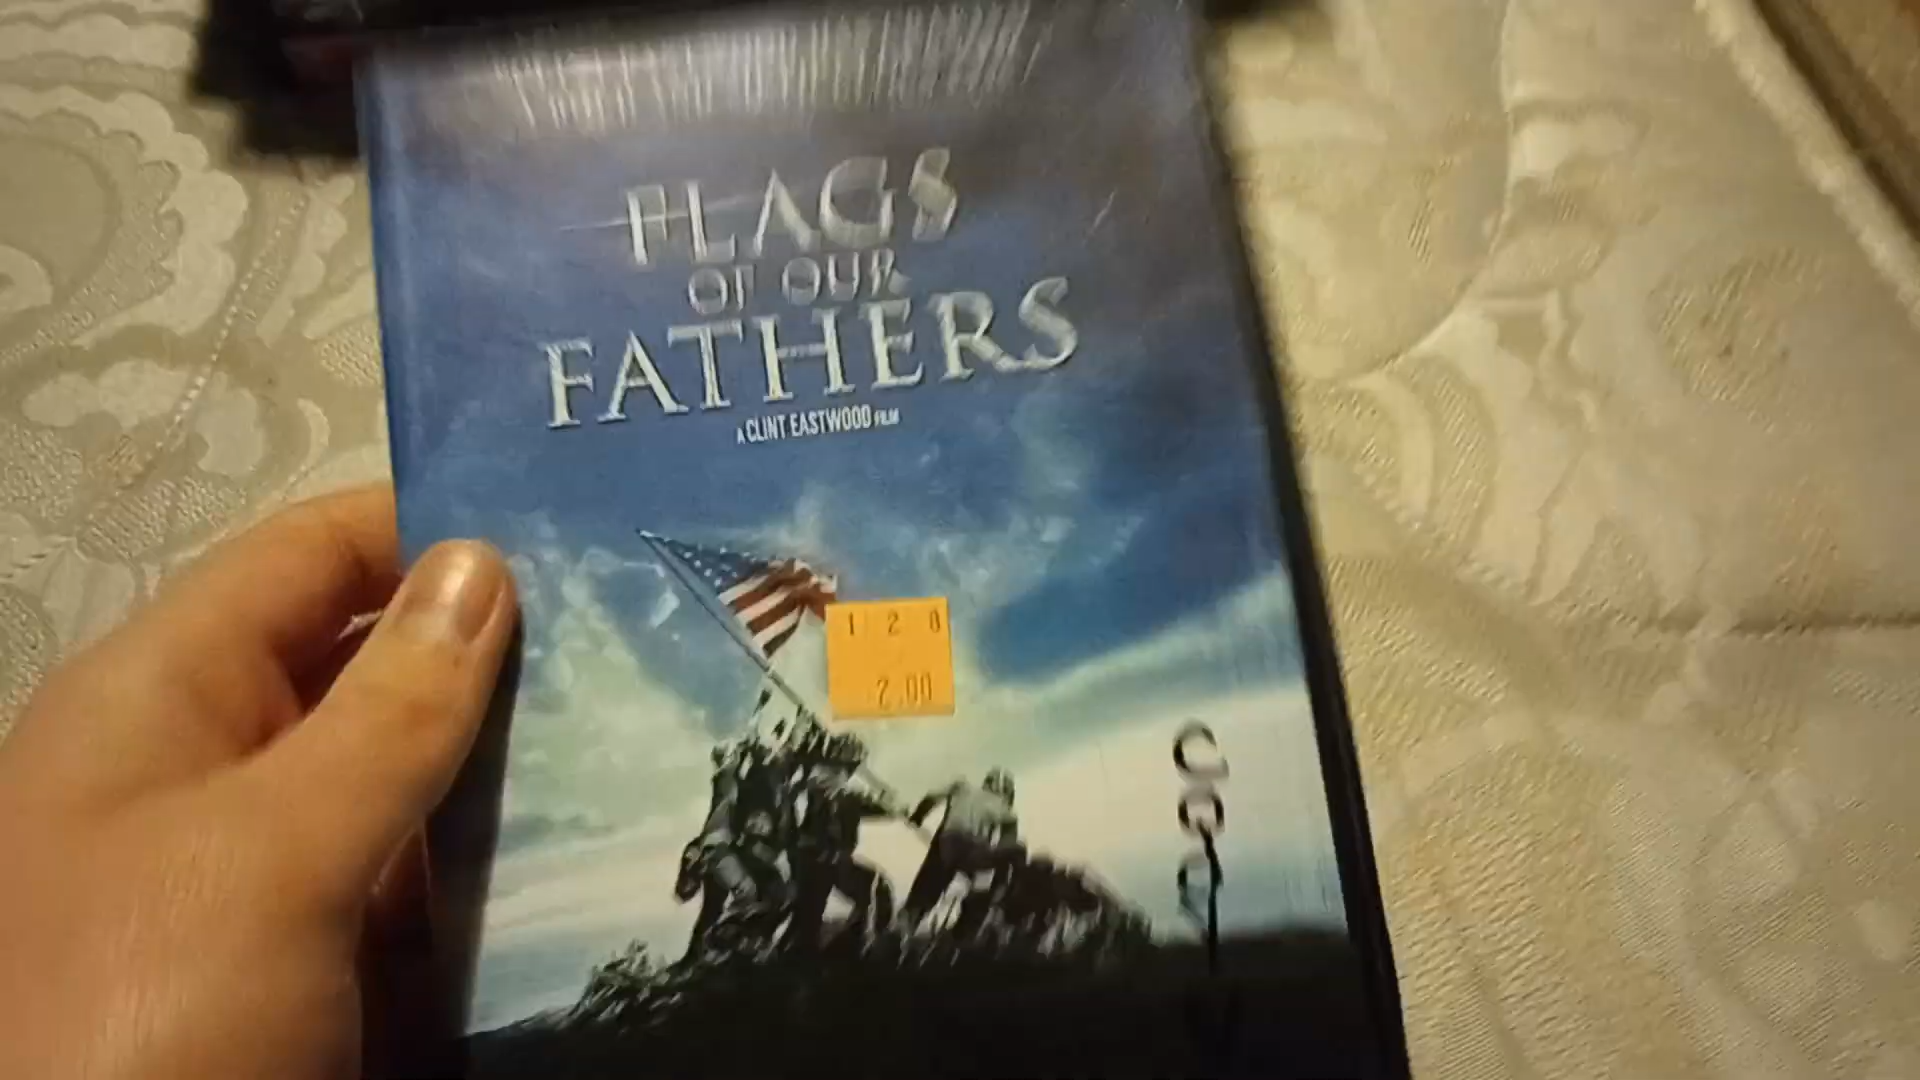 FLAGS
OF OUR
FATHERS
A CLINT EASTWOOD FILM
1 2 0
2.00